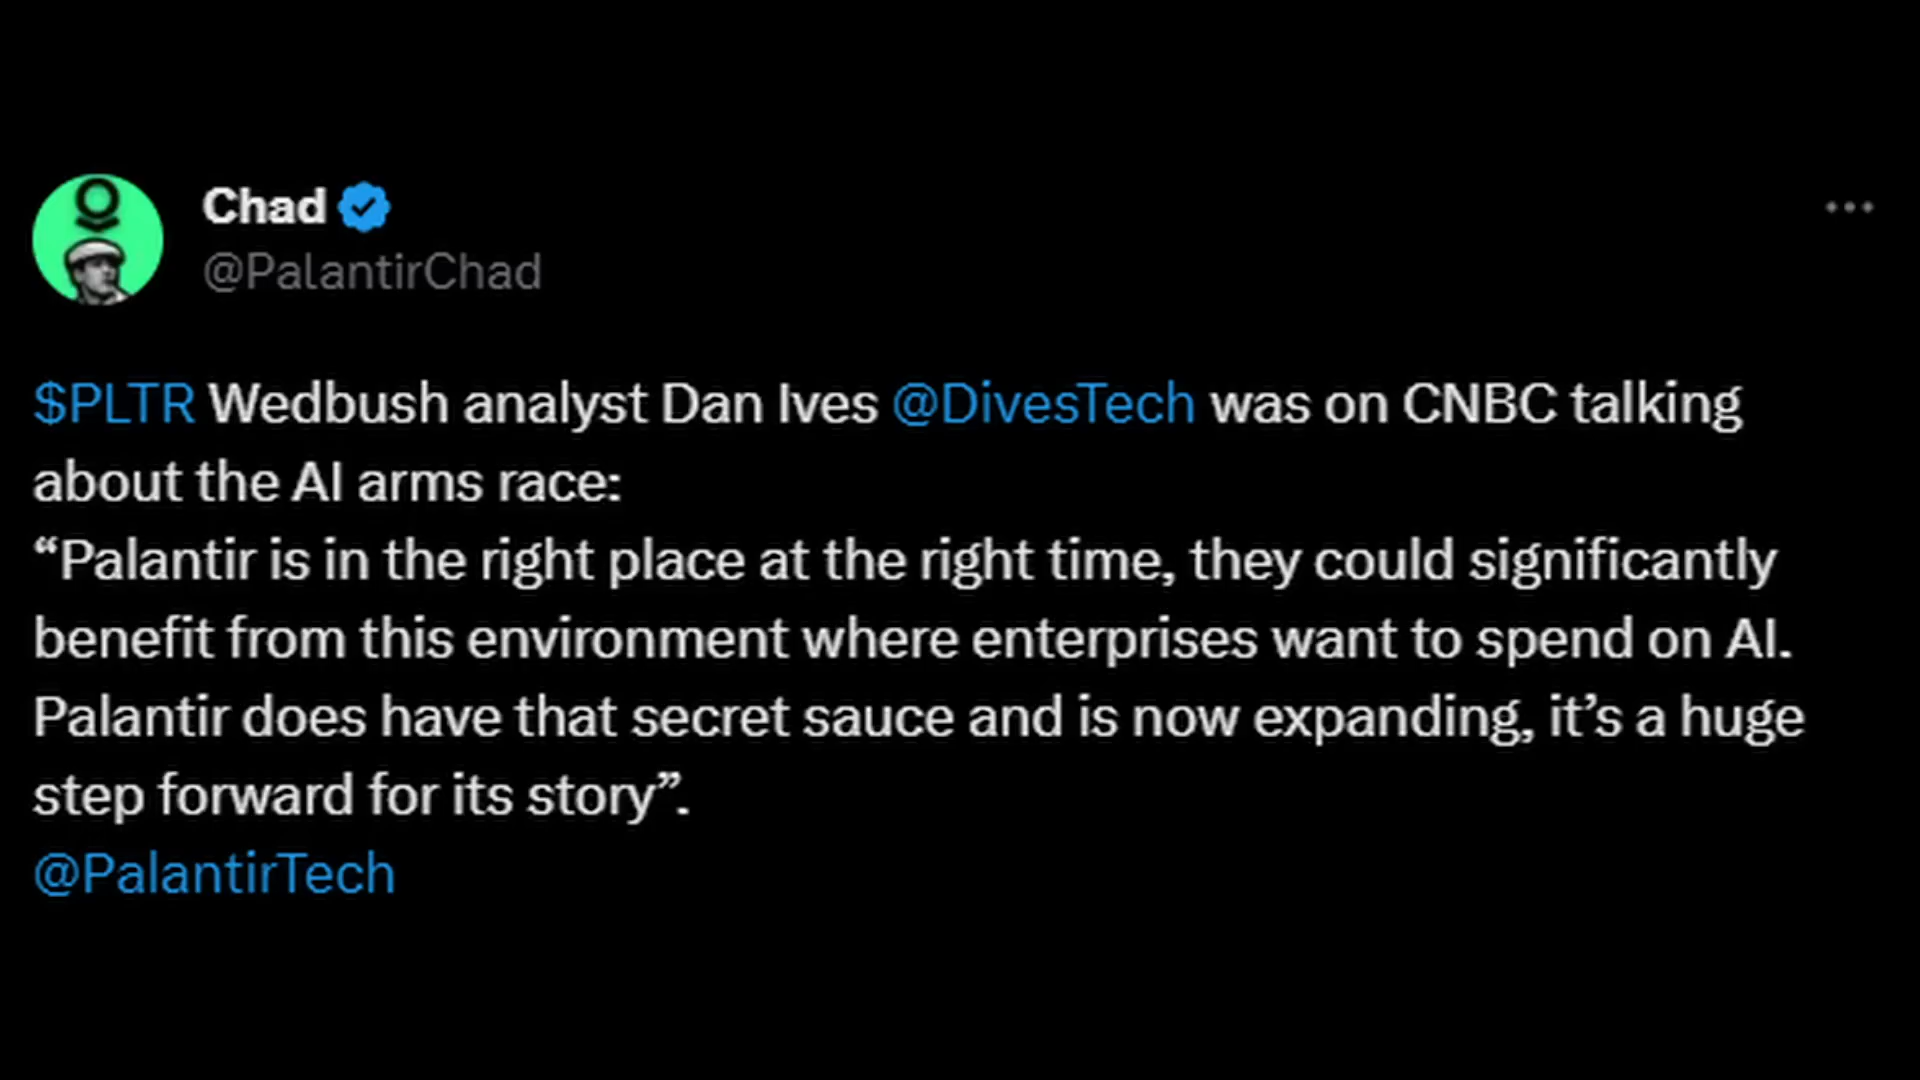 Chad
@PalantirChad
$PLTR Wedbush analyst Dan Ives @DivesTech was on CNBC talking
about the AI arms race:
“Palantir is in the right place at the right time, they could significantly
benefit from this environment where enterprises want to spend on AI.
Palantir does have that secret sauce and is now expanding, it’s a huge
step forward for its story”.
@PalantirTech